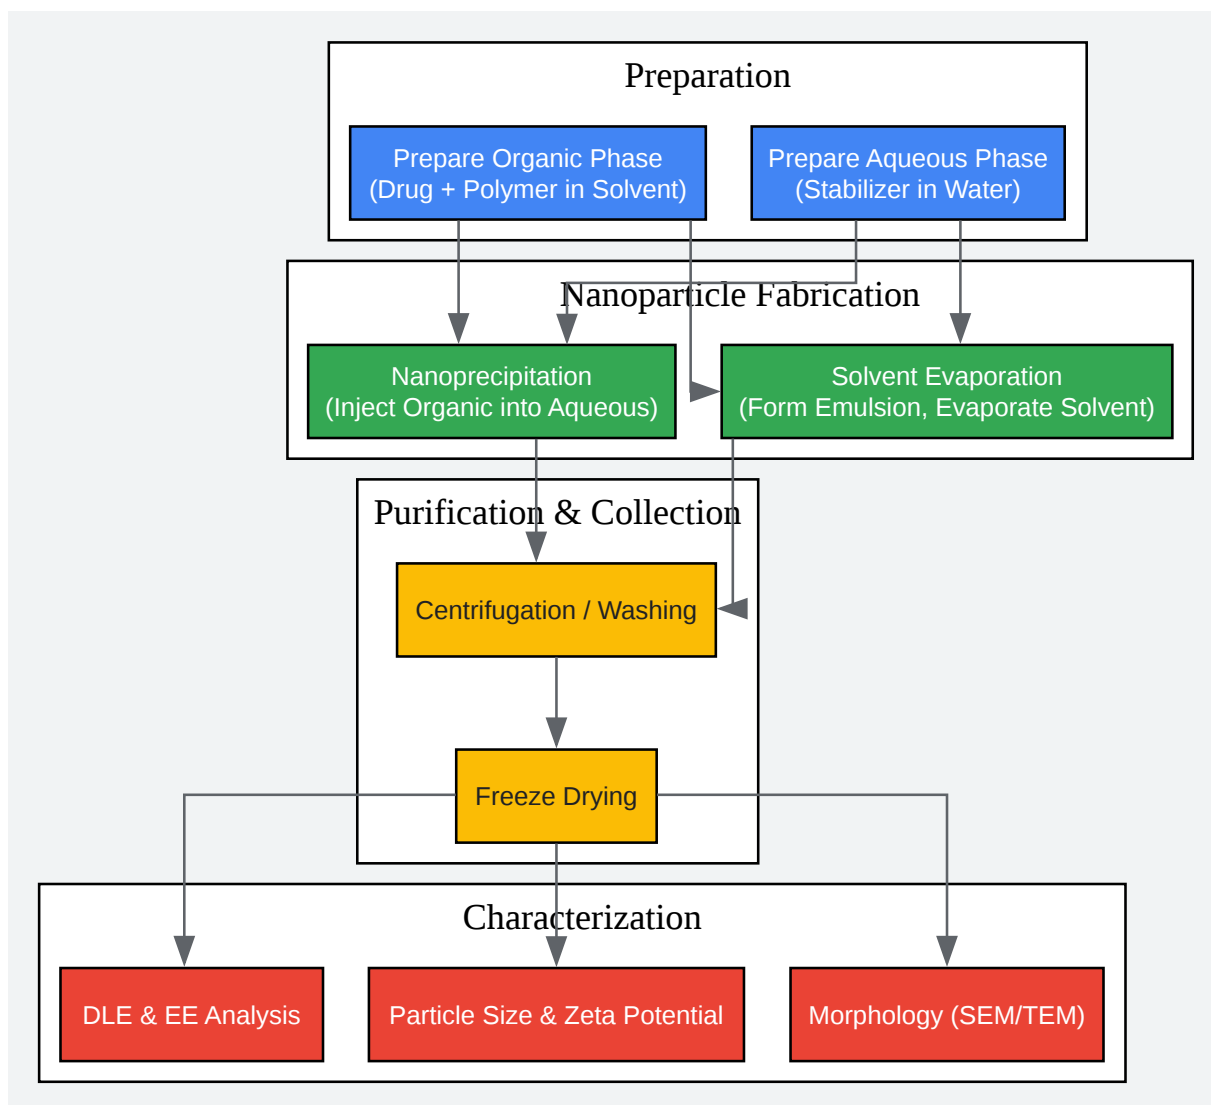 Preparation
Prepare Organic Phase
(Drug + Polymer in Solvent)
Prepare Aqueous Phase
(Stabilizer in Water)
Nanoparticle Fabrication
Nanoprecipitation
(Inject Organic into Aqueous)
Solvent Evaporation
(Form Emulsion, Evaporate Solvent)
Purification & Collection
Centrifugation / Washing
Freeze Drying
Characterization
DLE & EE Analysis
Particle Size & Zeta Potential
Morphology (SEM/TEM)